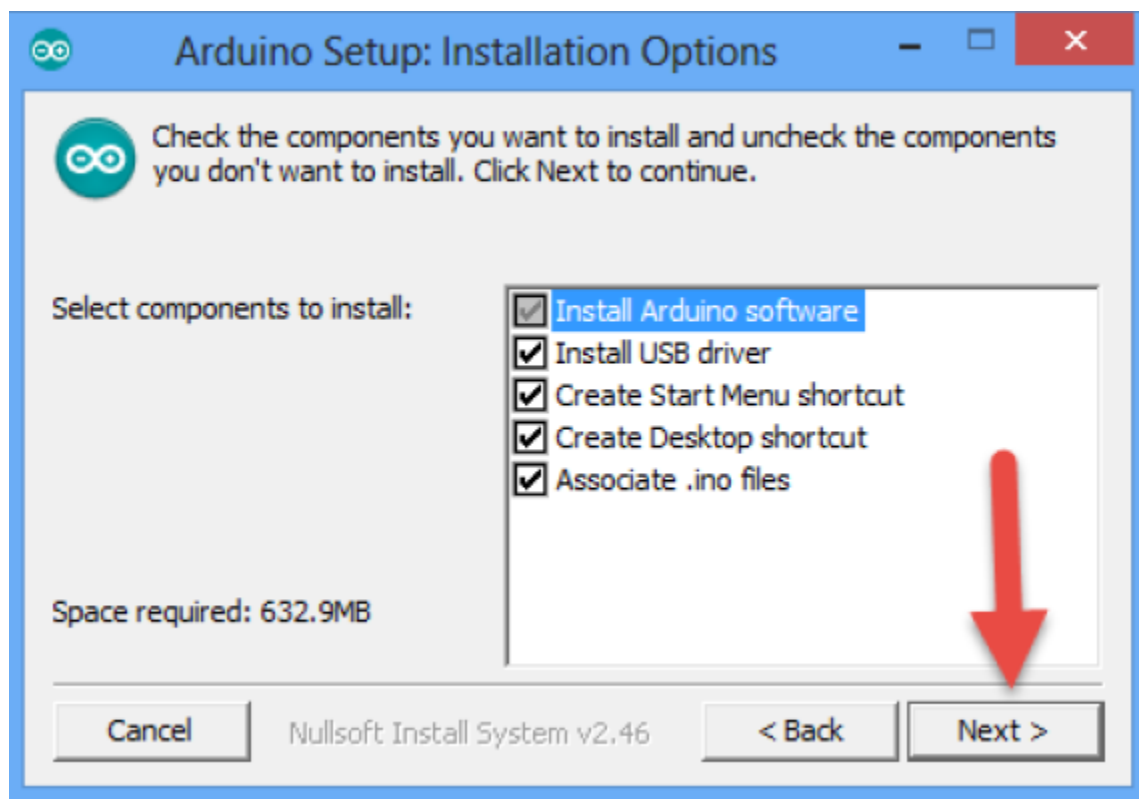 Arduino Setup: Installation Options
Check the components you want to install and uncheck the components
you don't want to install. Click Next to continue.
Select components to install:
Install Arduino software
Install USB driver
Create Start Menu shortcut
Create Desktop shortcut
Associate .ino files
Space required: 632.9MB
Cancel
Nullsoft Install System v2.46
< Back
Next >